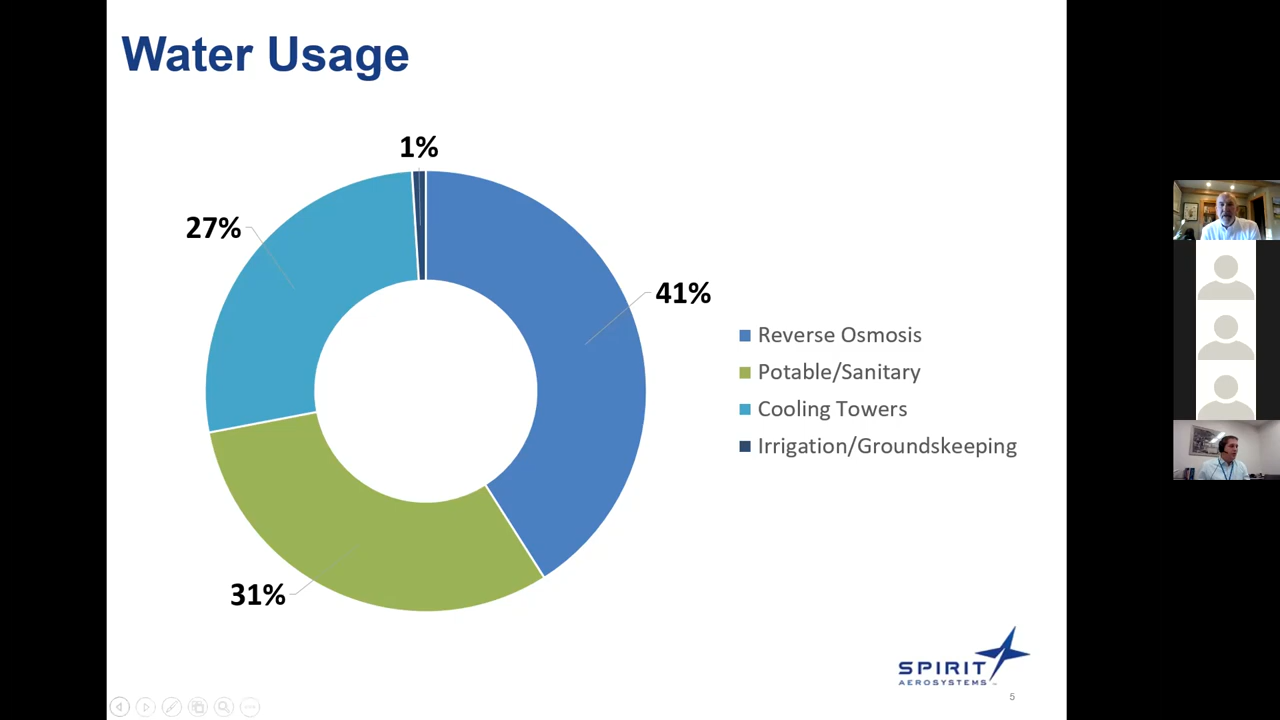 Water Usage
1%
27%
41%
Reverse Osmosis
Potable/Sanitary
Cooling Towers
Irrigation/Groundskeeping
31%
SPIRIT
AEROSYSTEMS
5